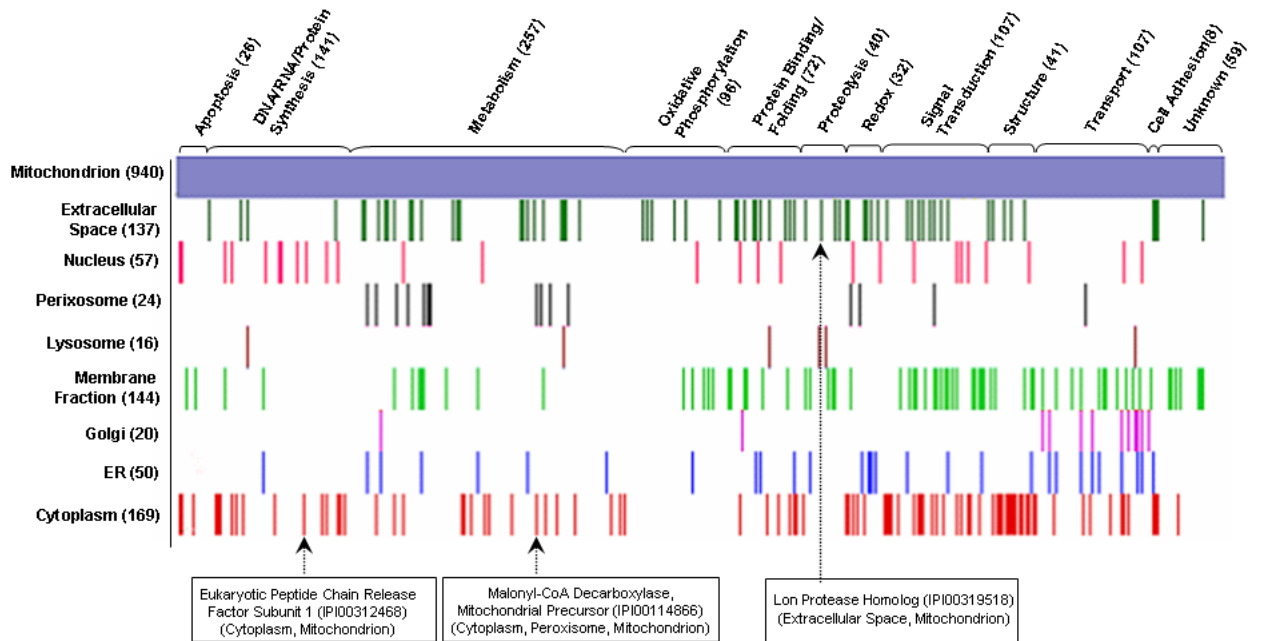 Apoptosis (26)
DNA/RNA/Protein
Synthesis (141)
Metabolism (257)
Oxidative
Phosphorylation
(96)
Protein Binding/
Folding (72)
Proteolysis (40)
Redox (32)
Signal
Transduction (107)
Structure (41)
Transport (107)
Cell Adhesion(8)
Unknown (59)
Mitochondrion (940)
Extracellular
Space (137)
Nucleus (57)
Perixosome (24)
Lysosome (16)
Membrane
Fraction (144)
Golgi (20)
ER (50)
Cytoplasm (169)
Eukaryotic Peptide Chain Release
Factor Subunit 1 (IPI00312468)
(Cytoplasm, Mitochondrion)
Malonyl-CoA Decarboxylase,
Mitochondrial Precursor (IPI00114866)
(Cytoplasm, Peroxisome, Mitochondrion)
Lon Protease Homolog (IPI00319518)
(Extracellular Space, Mitochondrion)